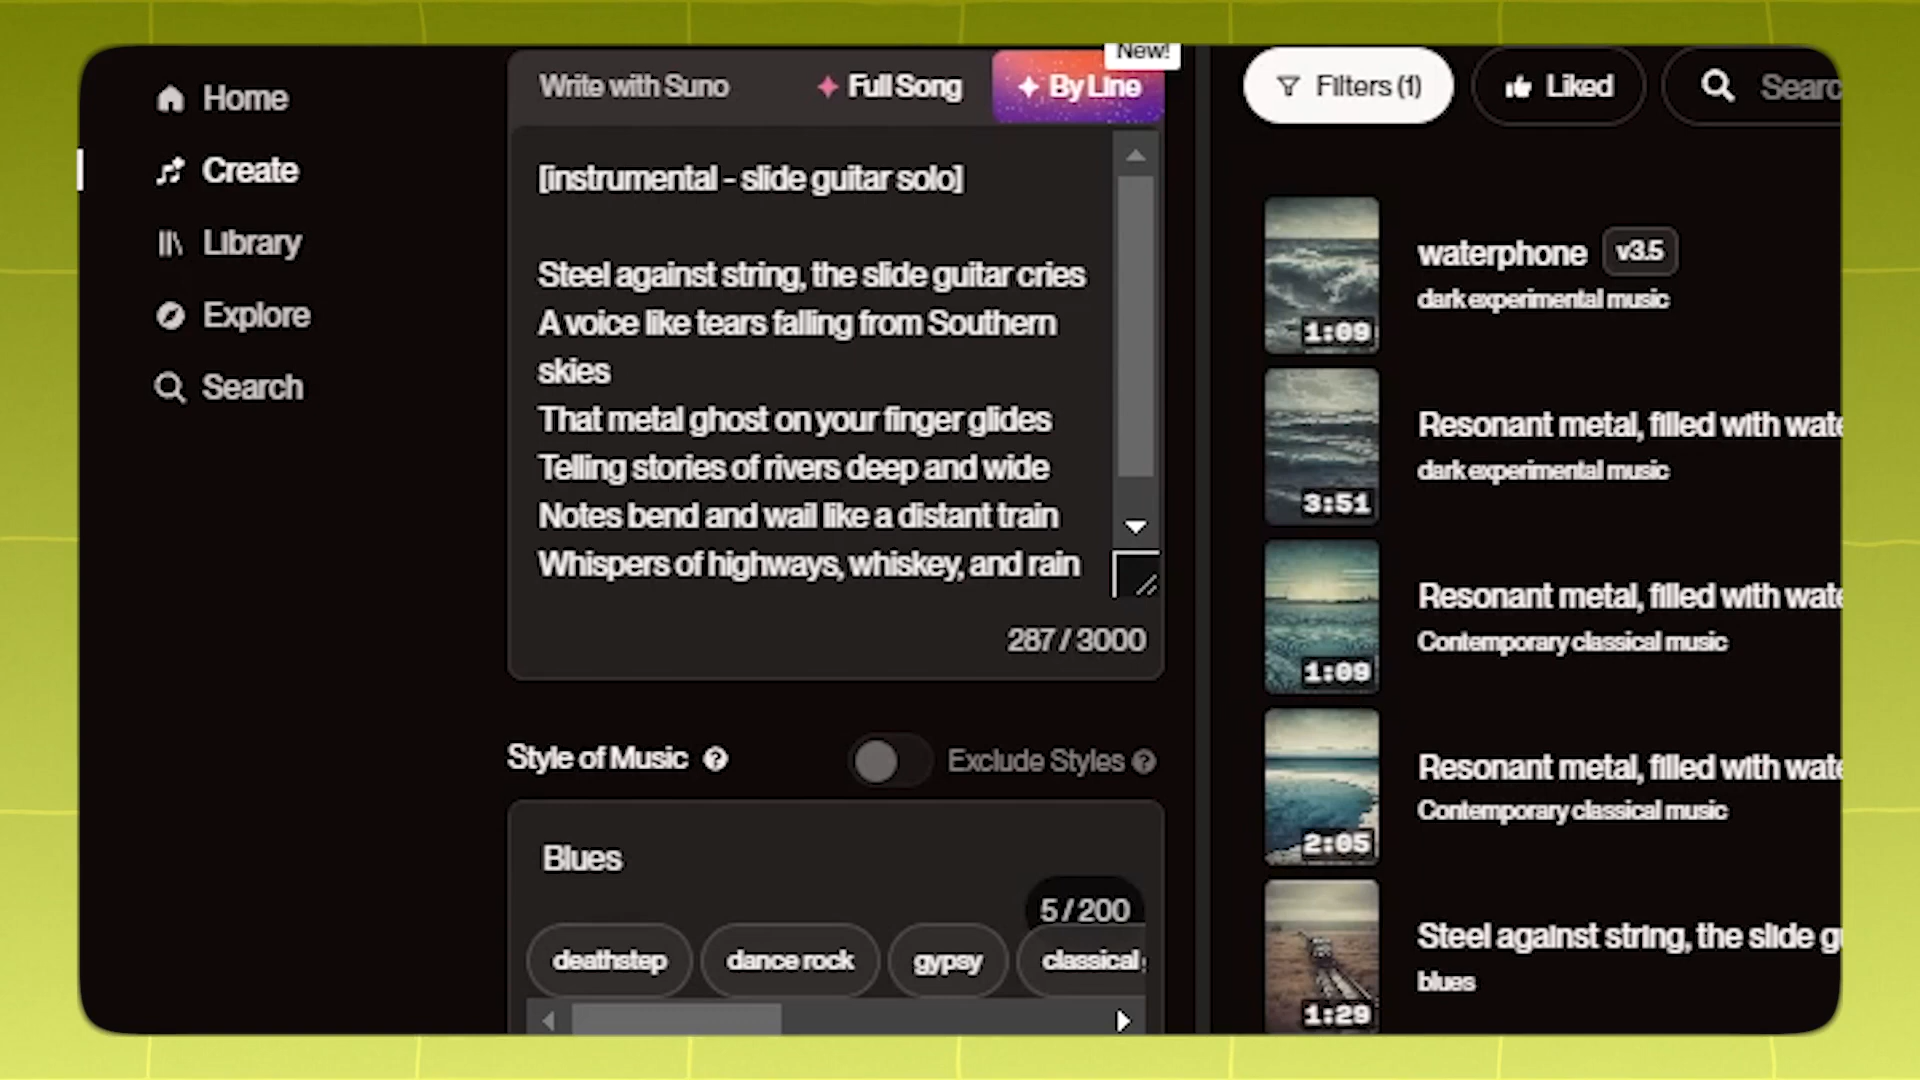 Home
Create
Library
Explore
Search
Write with Suno
Full Song
By Line
New!
[instrumental - slide guitar solo]
Steel against string, the slide guitar cries
A voice like tears falling from Southern
skies
That metal ghost on your finger glides
Telling stories of rivers deep and wide
Notes bend and wail like a distant train
Whispers of highways, whiskey, and rain
287 / 3000
Style of Music
Exclude Styles
Blues
5 / 200
deathstep
dance rock
gypsy
classical
Filters (1)
Liked
Searc
waterphone v3.5
dark experimental music
1:09
Resonant metal, filled with wate
dark experimental music
3:51
Resonant metal, filled with wate
Contemporary classical music
1:09
Resonant metal, filled with wate
Contemporary classical music
2:05
Steel against string, the slide gu
blues
1:29